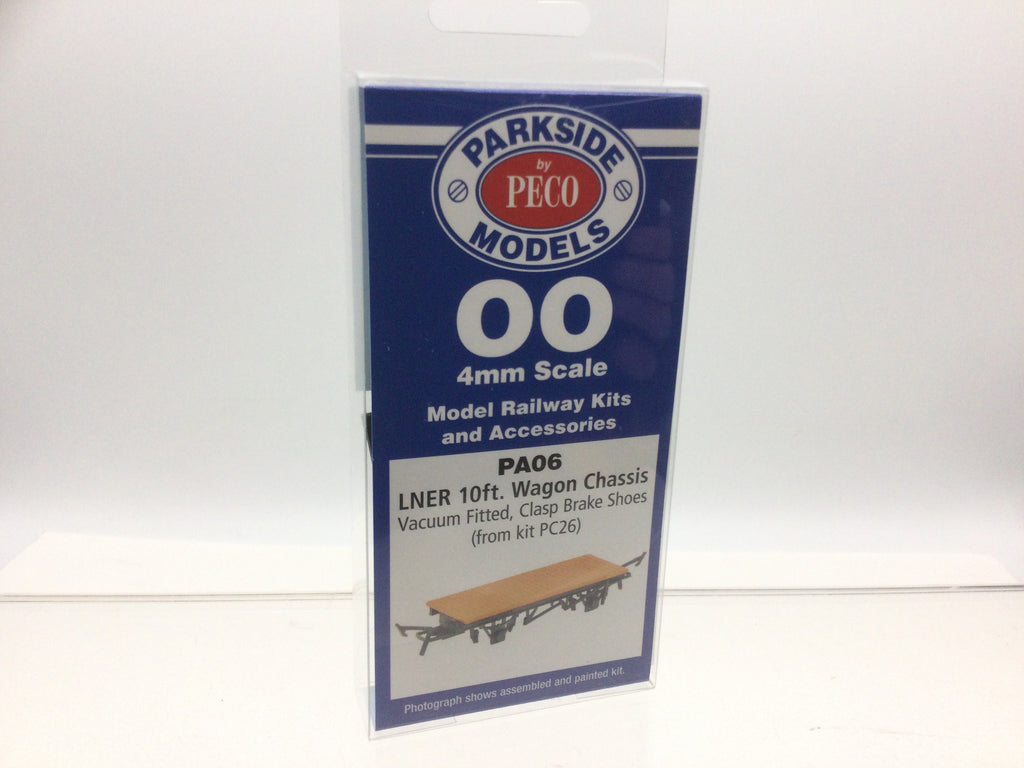 PARKSIDE
by
PECO
MODELS
OO
4mm Scale
Model Railway Kits
and Accessories
PA06
LNER 10ft. Wagon Chassis
Vacuum Fitted, Clasp Brake Shoes
(from kit PC26)
Photograph shows assembled and painted kit.